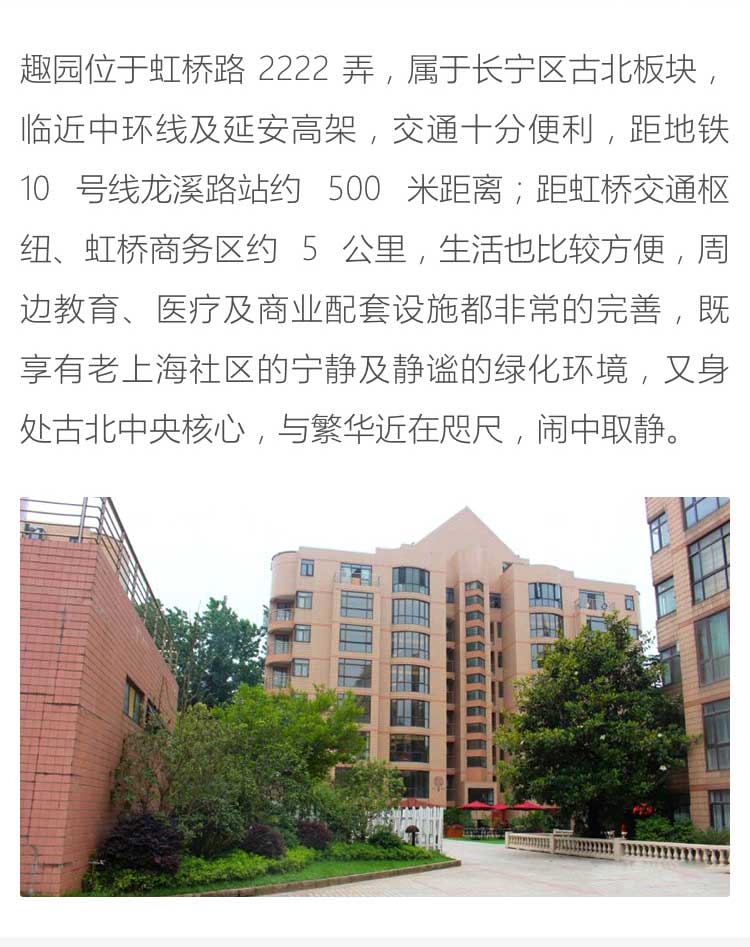 趣园位于虹桥路 2222 弄，属于长宁区古北板块，
临近中环线及延安高架，交通十分便利，距地铁
10 号线龙溪路站约 500 米距离；距虹桥交通枢
纽、虹桥商务区约 5 公里，生活也比较方便，周
边教育、医疗及商业配套设施都非常的完善，既
享有老上海社区的宁静及静谧的绿化环境，又身
处古北中央核心，与繁华近在咫尺，闹中取静。